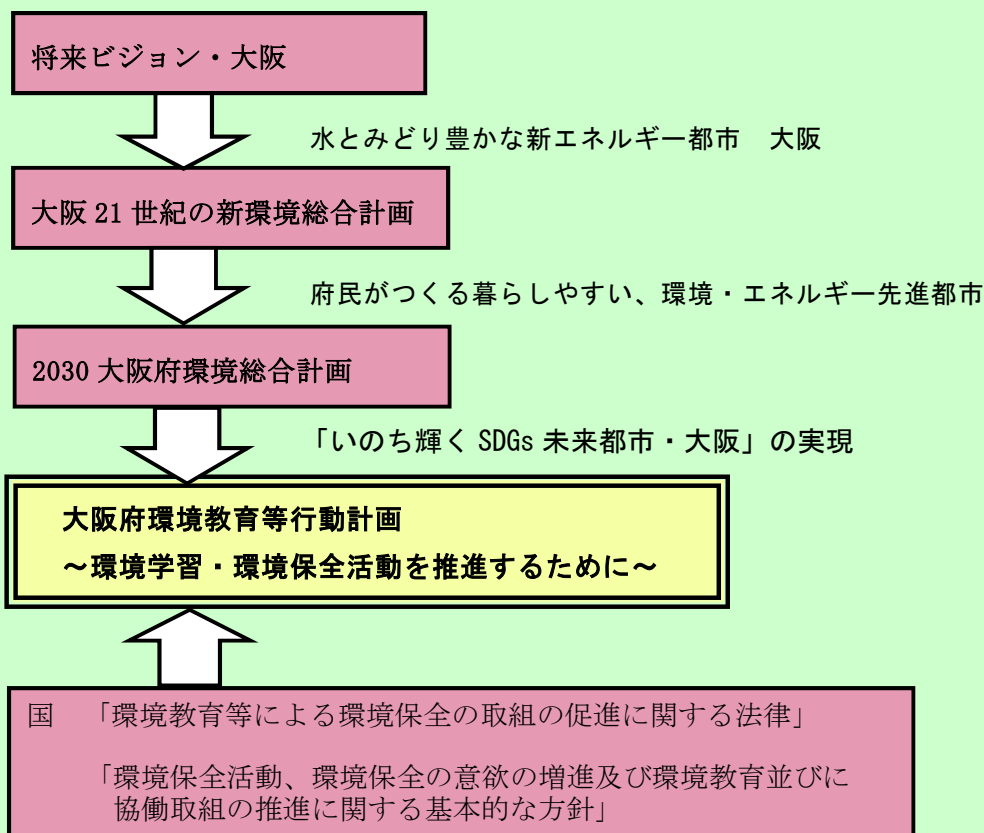 将来ビジョン・大阪
水とみどり豊かな新エネルギー都市　大阪
大阪 21 世紀の新環境総合計画
府民がつくる暮らしやすい、環境・エネルギー先進都市
2030 大阪府環境総合計画
「いのち輝く SDGs 未来都市・大阪」の実現
大阪府環境教育等行動計画
～環境学習・環境保全活動を推進するために～
国　「環境教育等による環境保全の取組の促進に関する法律」
「環境保全活動、環境保全の意欲の増進及び環境教育並びに
協働取組の推進に関する基本的な方針」